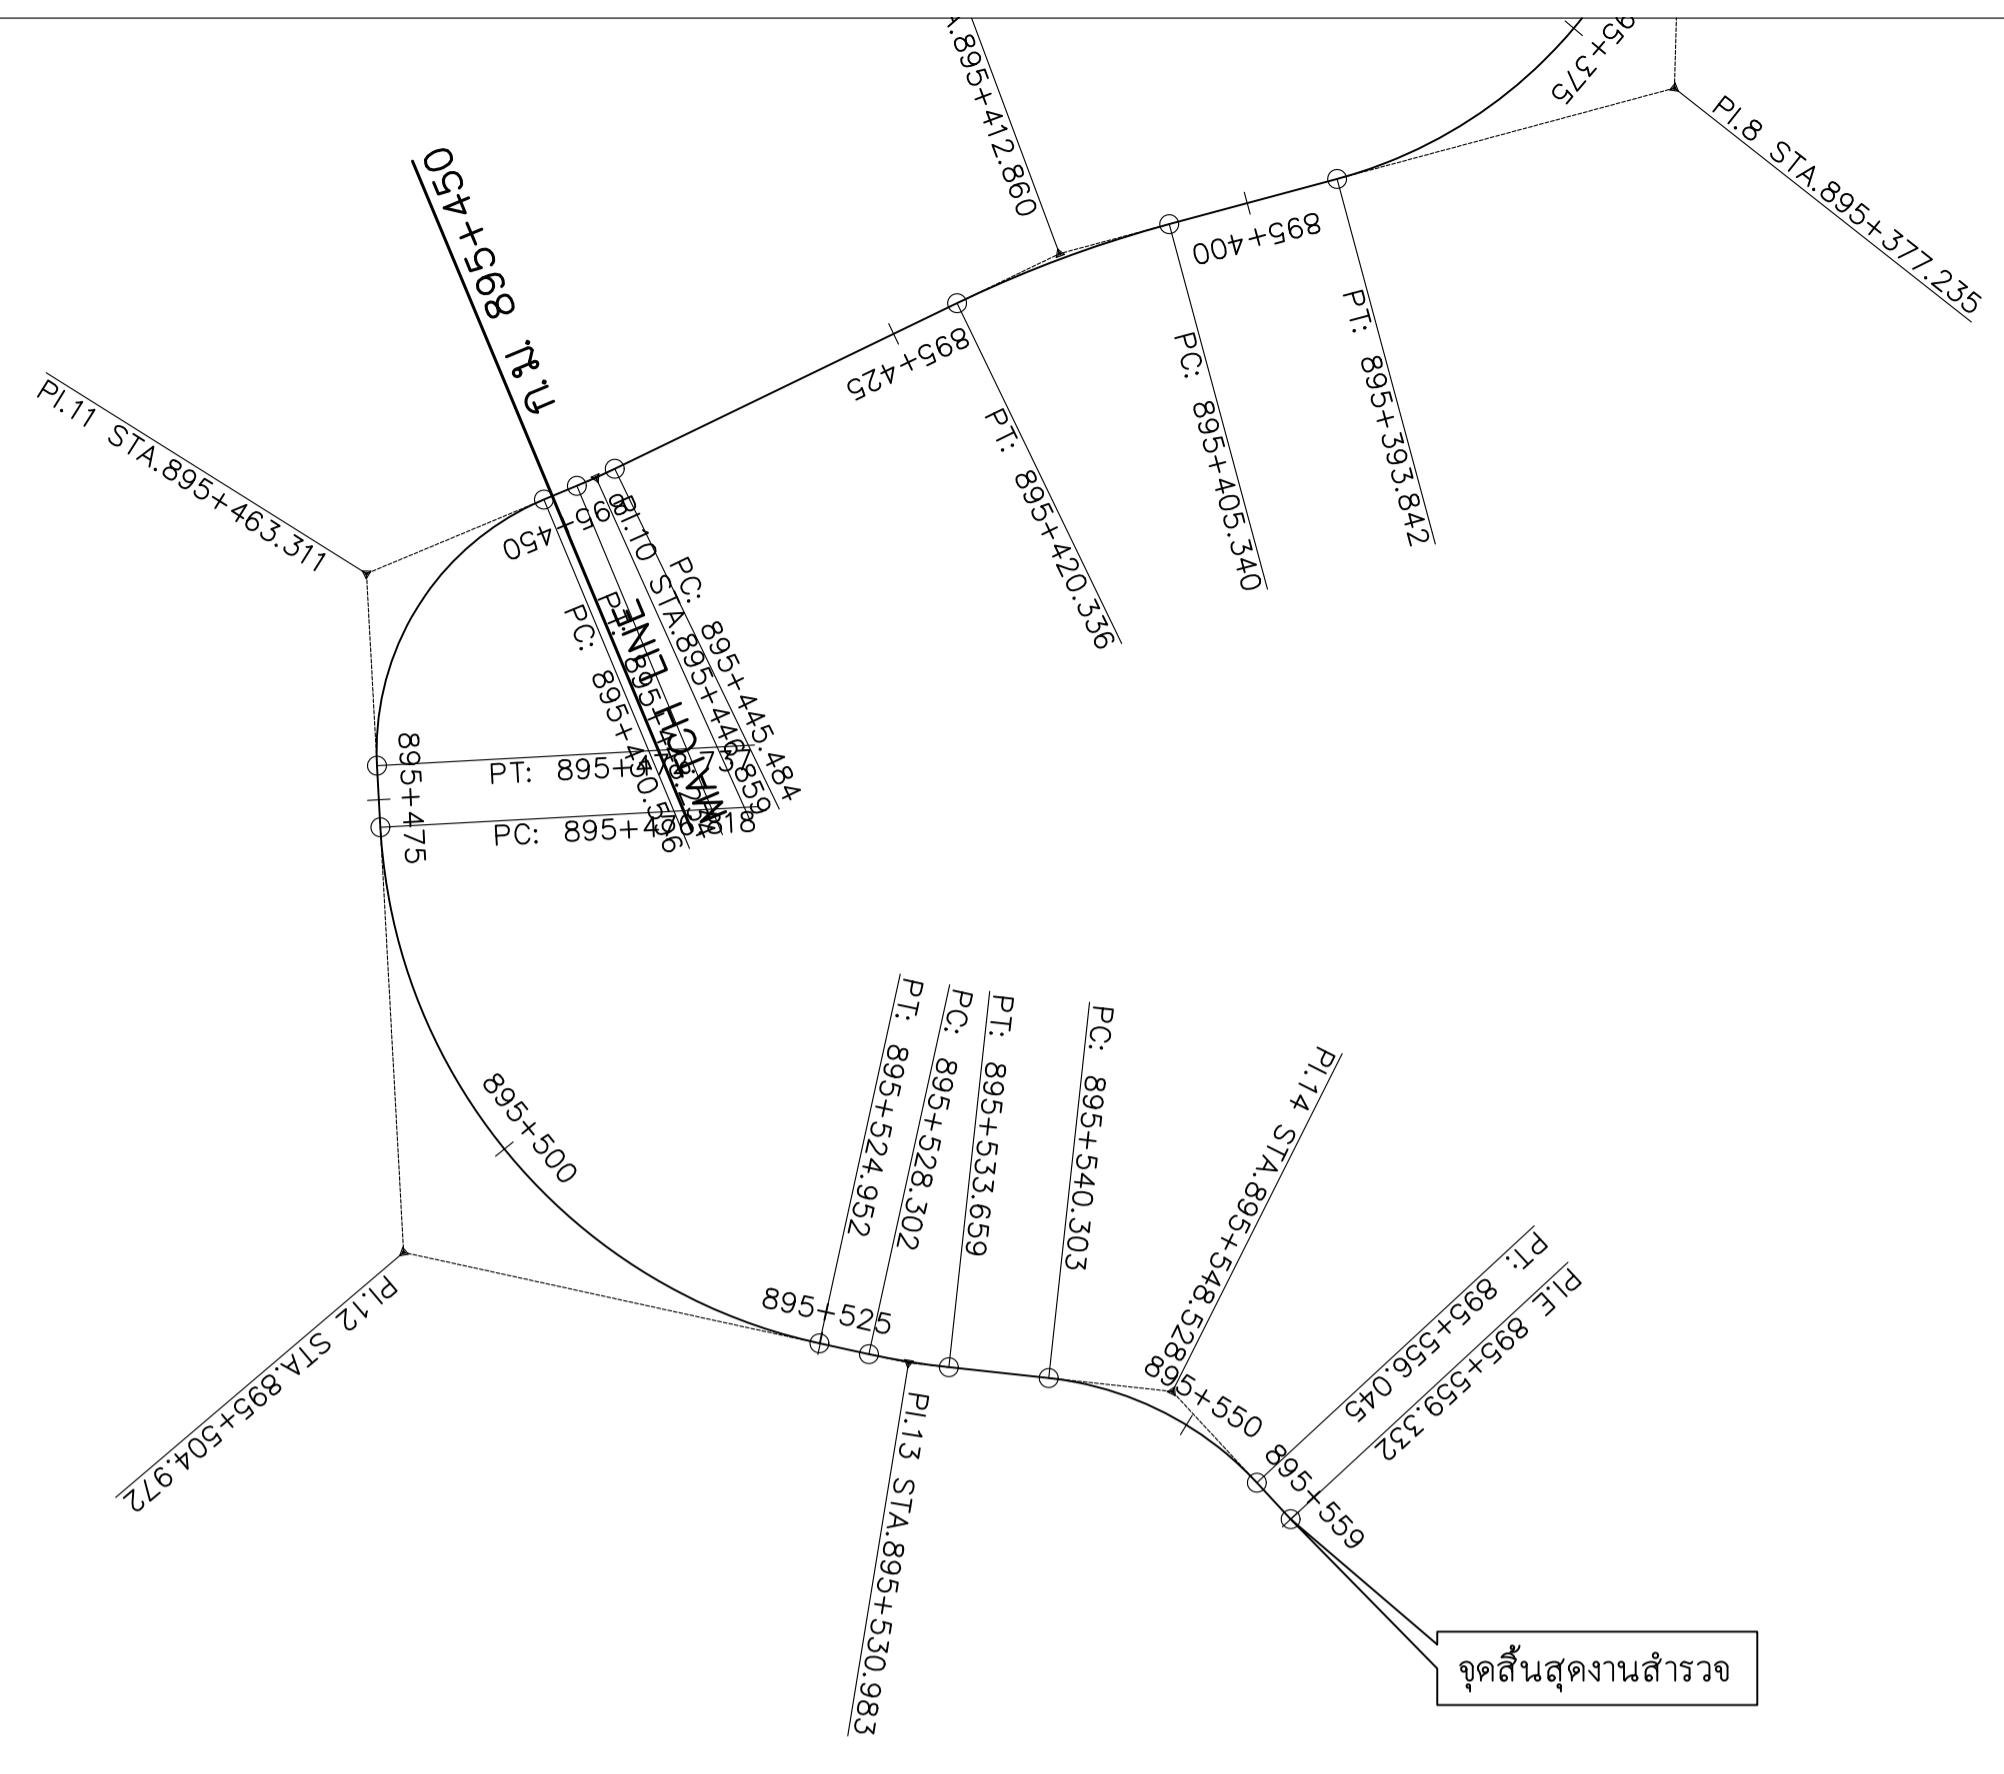 895+375
PI.8 STA.895+377.235
PT: 895+393.842
895+400
PC: 895+405.340
.895+412.860
PT: 895+420.336
895+425
PC: 895+445.484
PI.10 STA.895+446.859
895+450
กม. 895+450
MATCH LINE
PI.11 STA.895+463.311
895+475
PI.12 STA.895+504.972
895+500
PT: 895+524.952
895+525
PC: 895+528.302
PI.13 STA.895+530.983
PT: 895+533.659
PC: 895+540.303
PI.14 STA.895+548.528
895+550
PT: 895+556.045
PI.E 895+559.332
895+559
จุดสิ้นสุดงานสำรวจ